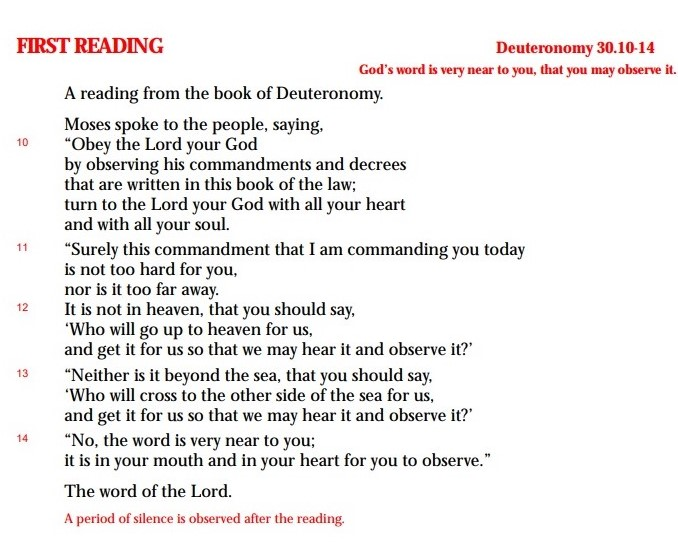 FIRST READING Deuteronomy 30.10-14
God's word is very near to you, that you may observe it.
A reading from the book of Deuteronomy.
Moses spoke to the people, saying,
10 “Obey the Lord your God
by observing his commandments and decrees
that are written in this book of the law;
turn to the Lord your God with all your heart
and with all your soul.
11 “Surely this commandment that I am commanding you today
is not too hard for you,
nor is it too far away.
12 It is not in heaven, that you should say,
‘Who will go up to heaven for us,
and get it for us so that we may hear it and observe it?’
13 “Neither is it beyond the sea, that you should say,
‘Who will cross to the other side of the sea for us,
and get it for us so that we may hear it and observe it?’
14 “No, the word is very near to you;
it is in your mouth and in your heart for you to observe.”
The word of the Lord.
A period of silence is observed after the reading.